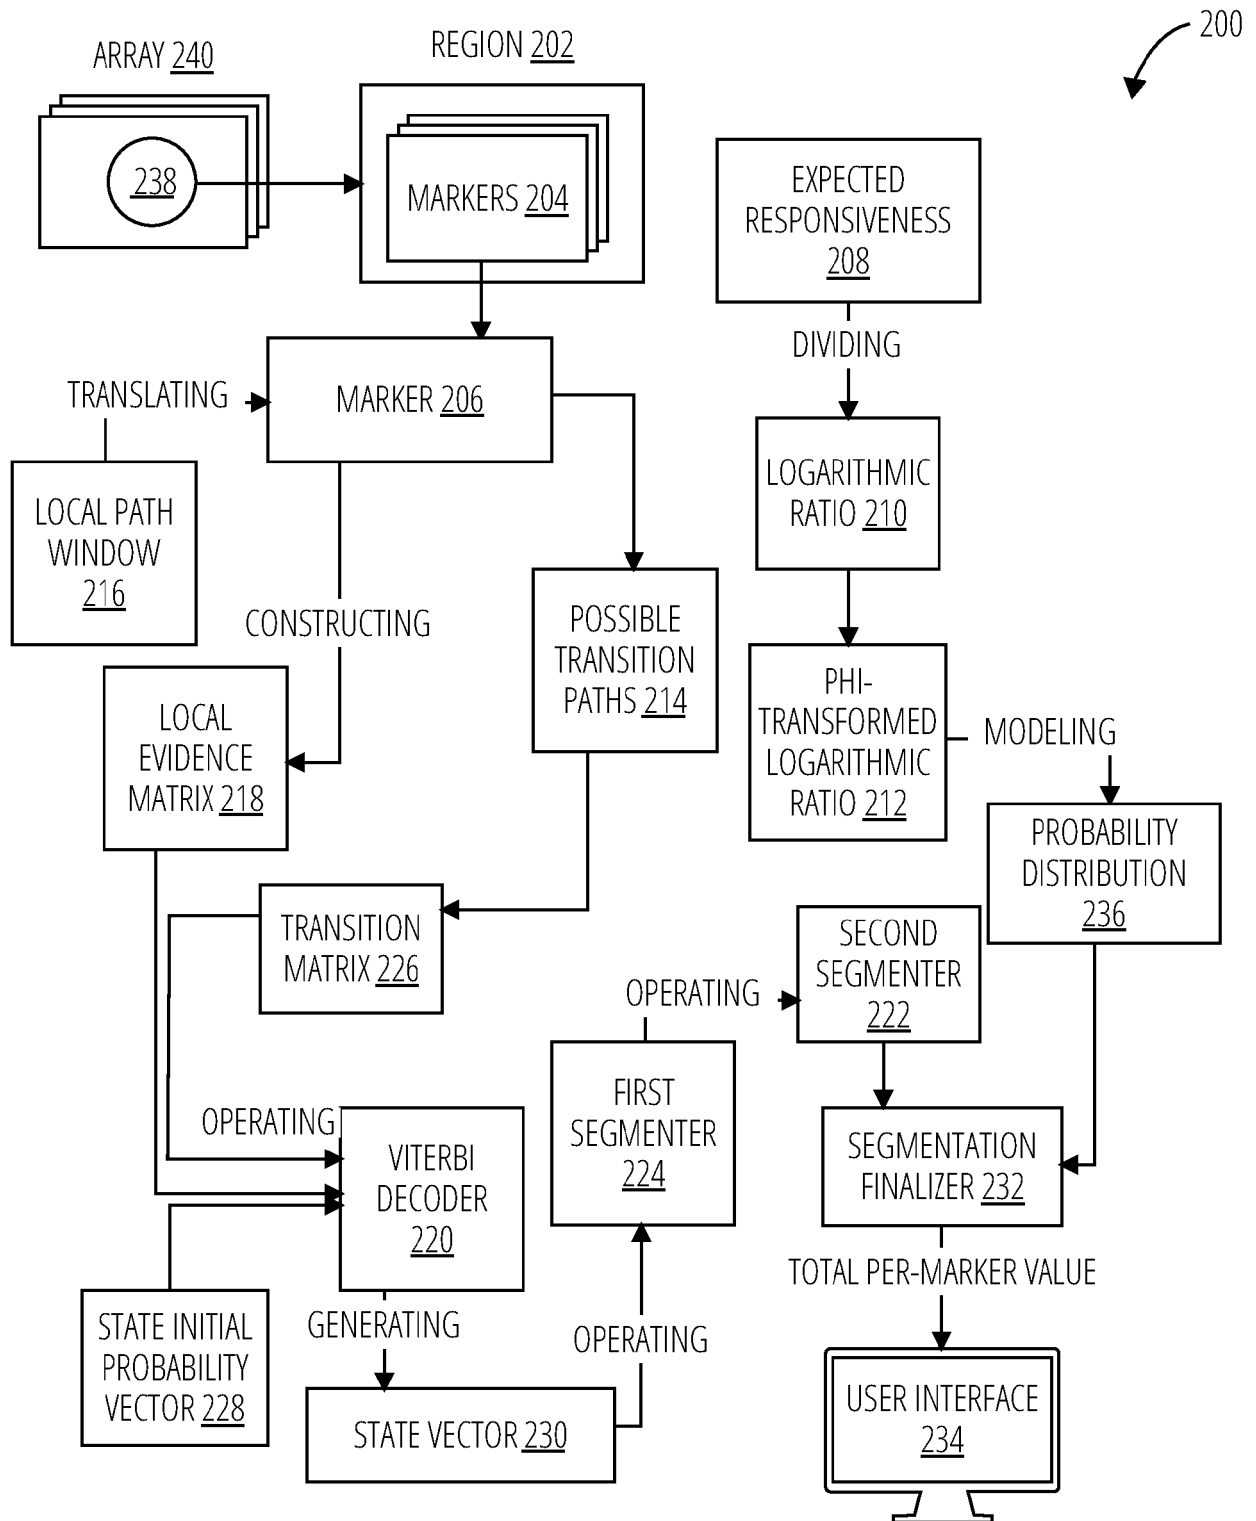 200
ARRAY 240
REGION 202
238
MARKERS 204
EXPECTED
RESPONSIVENESS
208
DIVIDING
TRANSLATING
MARKER 206
LOCAL PATH
WINDOW
216
LOGARITHMIC
RATIO 210
CONSTRUCTING
POSSIBLE
TRANSITION
PATHS 214
PHI-
TRANSFORMED
LOGARITHMIC
RATIO 212
MODELING
LOCAL
EVIDENCE
MATRIX 218
PROBABILITY
DISTRIBUTION
236
TRANSITION
MATRIX 226
SECOND
SEGMENTER
222
OPERATING
FIRST
SEGMENTER
224
OPERATING
VITERBI
DECODER
220
SEGMENTATION
FINALIZER 232
TOTAL PER-MARKER VALUE
STATE INITIAL
PROBABILITY
VECTOR 228
GENERATING
OPERATING
STATE VECTOR 230
USER INTERFACE
234